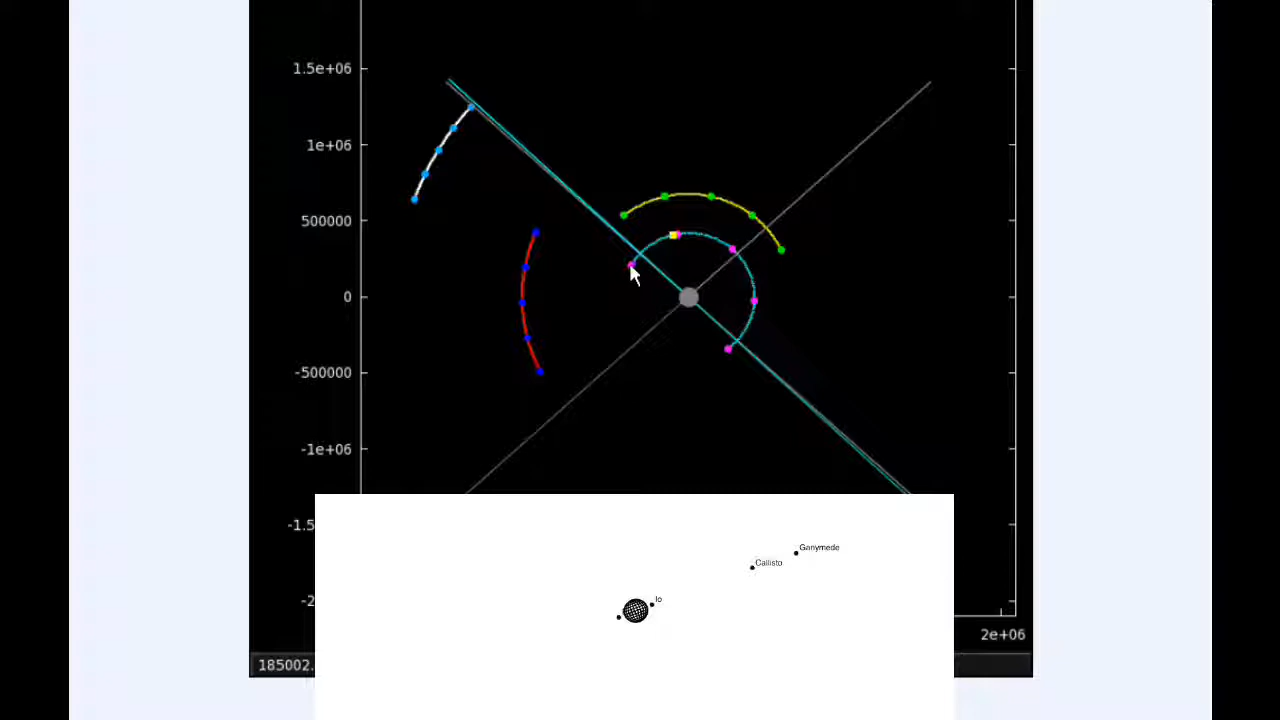 1.5e+06
1e+06
500000
0
-500000
-1e+06
-1.5
-2
2e+06
185002.
Ganymede
Callisto
Io